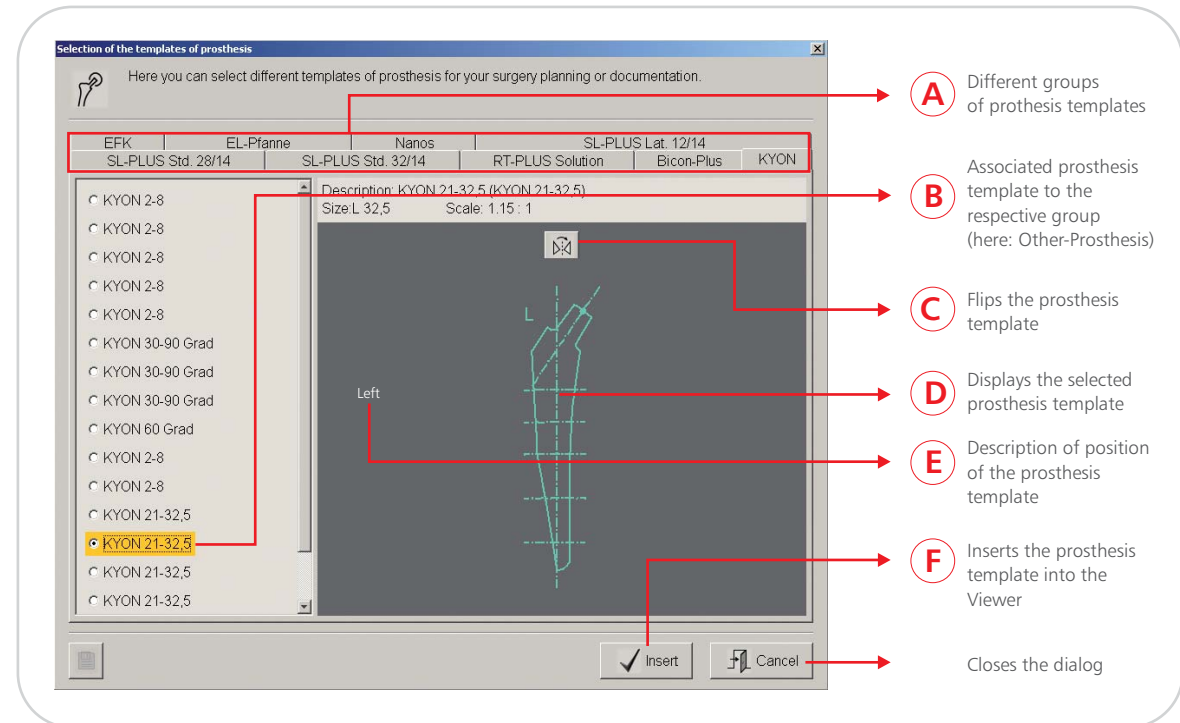 Selection of the templates of prosthesis
Here you can select different templates of prosthesis for your surgery planning or documentation.
EFK EL-Pfanne Nanos SL-PLUS Lat. 12/14
SL-PLUS Std. 28/14 SL-PLUS Std. 32/14 RT-PLUS Solution Bicon-Plus KYON
KYON 2-8
KYON 2-8
KYON 2-8
KYON 2-8
KYON 2-8
KYON 30-90 Grad
KYON 30-90 Grad
KYON 30-90 Grad
KYON 60 Grad
KYON 2-8
KYON 2-8
KYON 21-32,5
KYON 21-32,5
KYON 21-32,5
KYON 21-32,5
Description: KYON 21-32,5 (KYON 21-32,5)
Size:L 32,5 Scale: 1.15 : 1
L
Left
Insert
Cancel
A
Different groups
of prothesis templates
B
Associated prosthesis
template to the
respective group
(here: Other-Prosthesis)
C
Flips the prosthesis
template
D
Displays the selected
prosthesis template
E
Description of position
of the prosthesis
template
F
Inserts the prosthesis
template into the
Viewer
Closes the dialog